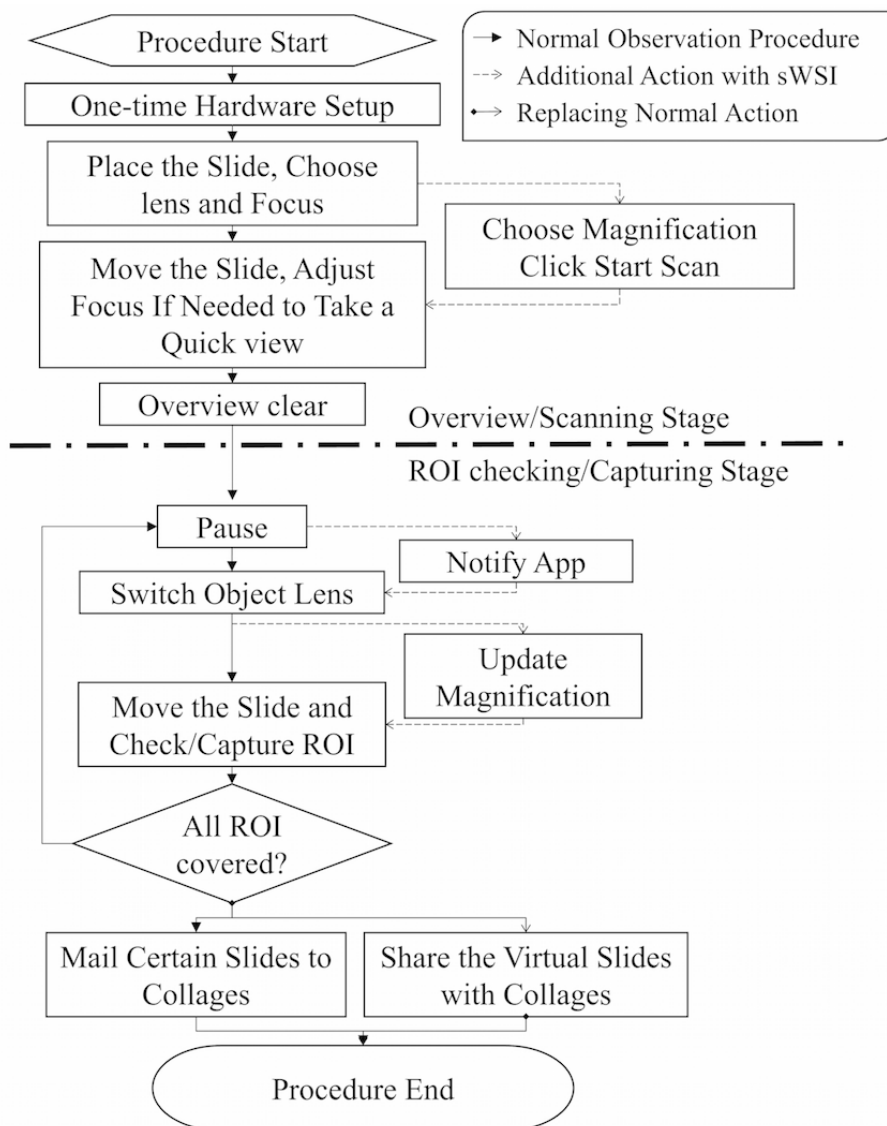 Procedure Start
Normal Observation Procedure
Additional Action with sWSI
Replacing Normal Action
One-time Hardware Setup
Place the Slide, Choose
lens and Focus
Choose Magnification
Click Start Scan
Move the Slide, Adjust
Focus If Needed to Take a
Quick view
Overview clear
Overview/Scanning Stage
ROI checking/Capturing Stage
Pause
Notify App
Switch Object Lens
Update
Magnification
Move the Slide and
Check/Capture ROI
All ROI
covered?
Mail Certain Slides to
Collages
Share the Virtual Slides
with Collages
Procedure End